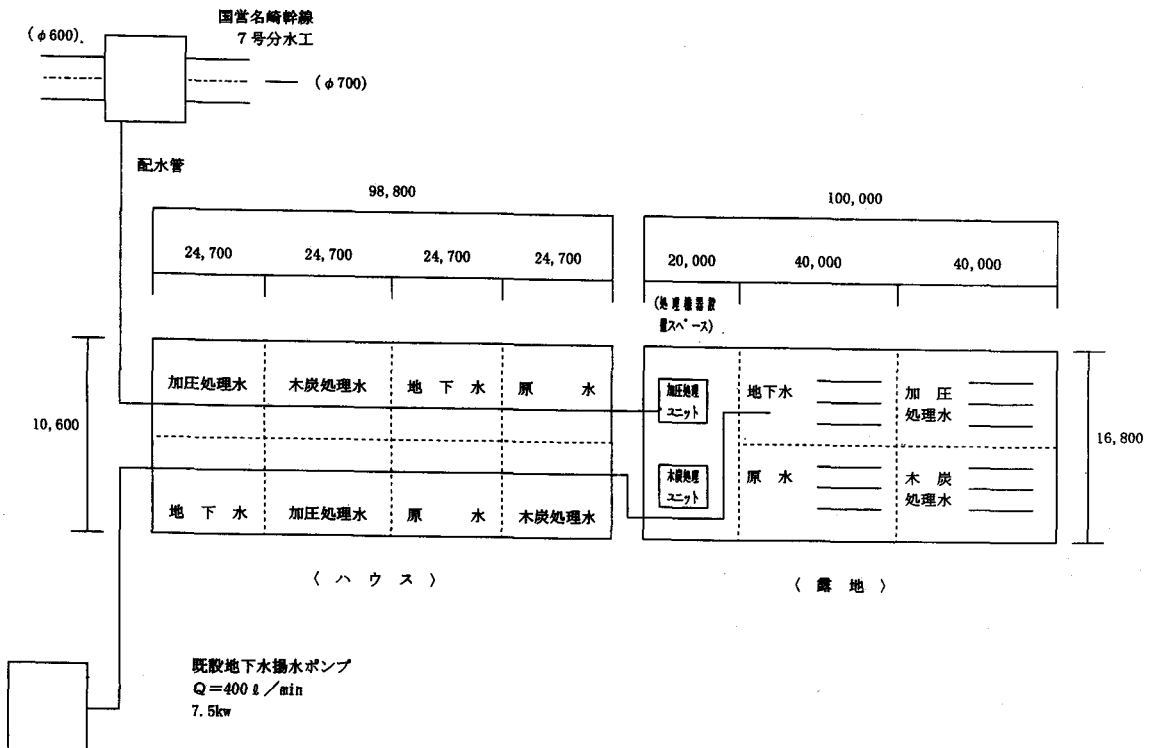 国営名崎幹線
7号分水工
(φ600)
(φ700)
配水管
98,800
100,000
24,700 24,700 24,700 24,700
20,000 40,000 40,000
(処理機器設
置スペース)
加圧処理水 木炭処理水 地下水 原水
加圧処理
ユニット
地下水
加圧
処理水
10,600
16,800
木炭処理
ユニット
原水
木炭
処理水
地下水 加圧処理水 原水 木炭処理水
〈ハウス〉
〈露地〉
既設地下水揚水ポンプ
Q=400ℓ/min
7.5kw